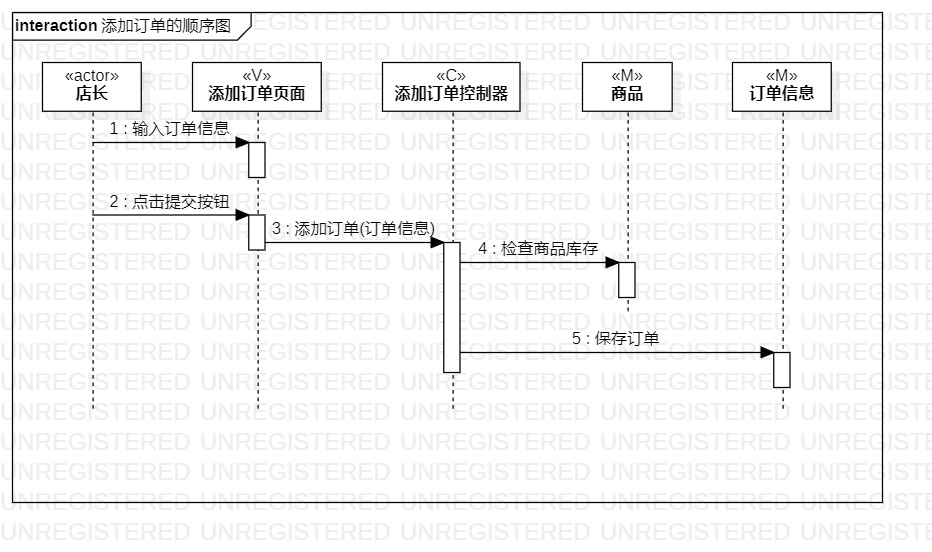 interaction 添加订单的顺序图
«actor»
店长
«V»
添加订单页面
«C»
添加订单控制器
«M»
商品
«M»
订单信息
1 : 输入订单信息
2 : 点击提交按钮
3 : 添加订单(订单信息)
4 : 检查商品库存
5 : 保存订单
UNREGISTERED UNREGISTERED UNREGISTERED UNREGISTERED UNREGISTE